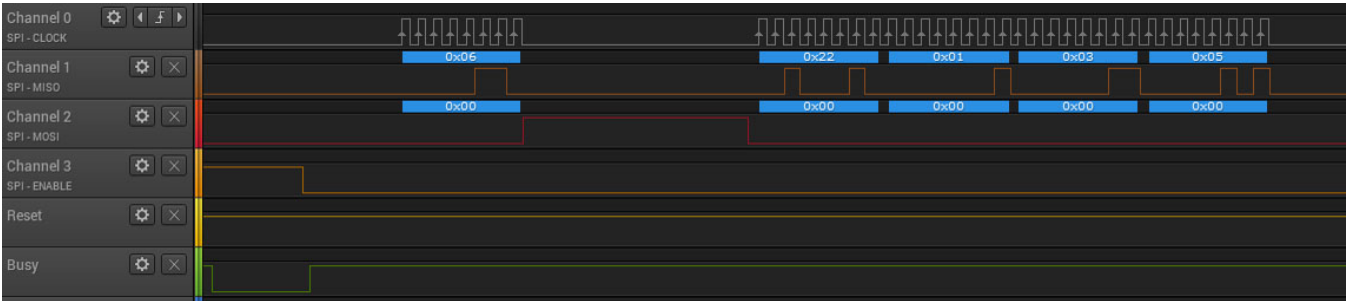 Channel 0
SPI - CLOCK
0x06 0x22 0x01 0x03 0x05
Channel 1
SPI - MISO
0x00 0x00 0x00 0x00 0x00
Channel 2
SPI - MOSI
Channel 3
SPI - ENABLE
Reset
Busy